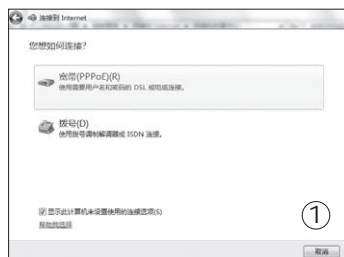 连接到 Internet
您想如何连接?
宽带(PPPoE)(R)
使用需要用户名和密码的 DSL 或电缆连接。
拨号(D)
使用拨号调制解调器或 ISDN 连接。
显示此计算机未设置使用的连接选项(S)
帮助我选择
①
取消